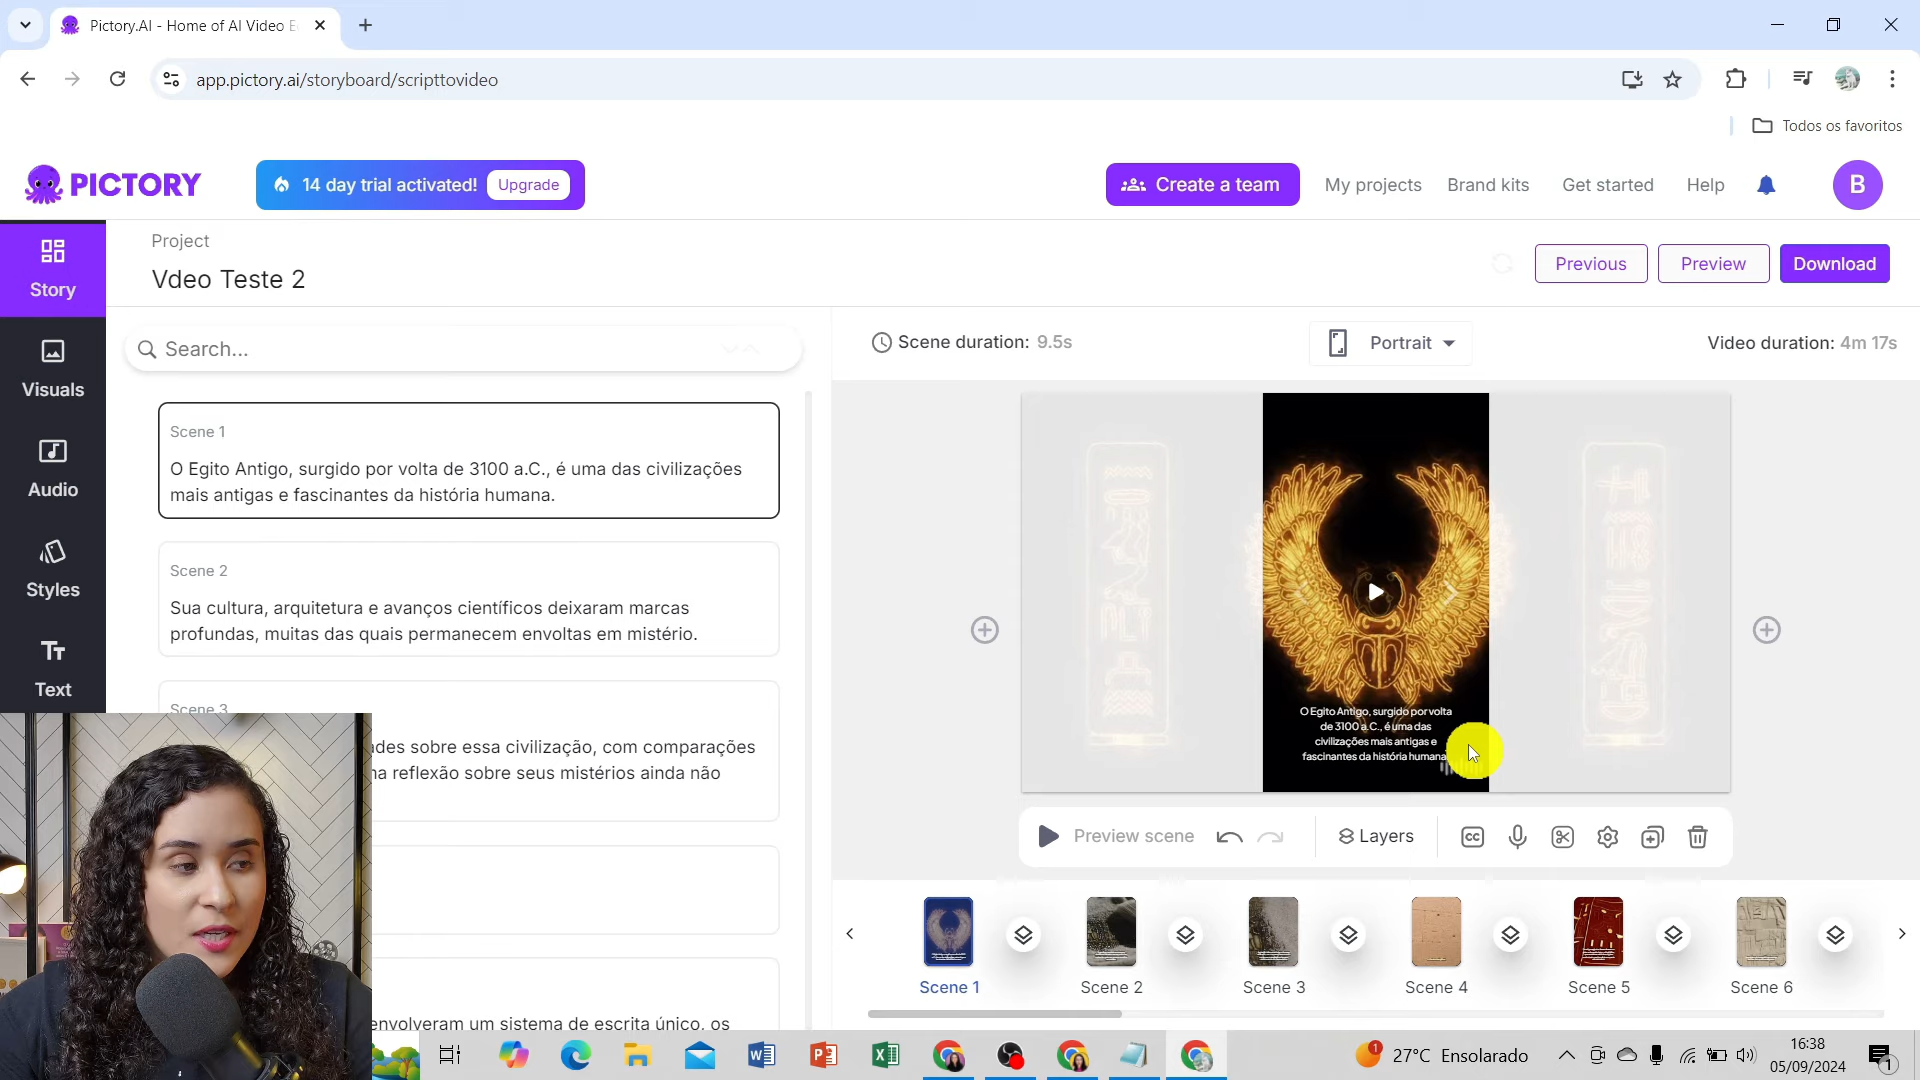 Pictory.AI - Home of AI Video E
app.pictory.ai/storyboard/scripttovideo
Todos os favoritos
PICTORY
14 day trial activated!
Upgrade
Create a team
My projects
Brand kits
Get started
Help
B
Story
Visuals
Audio
Styles
Text
Project
Vdeo Teste 2
Previous
Preview
Download
Search...
Scene 1
O Egito Antigo, surgido por volta de 3100 a.C., é uma das civilizações
mais antigas e fascinantes da história humana.
Scene 2
Sua cultura, arquitetura e avanços científicos deixaram marcas
profundas, muitas das quais permanecem envoltas em mistério.
Scene 3
ades sobre essa civilização, com comparações
reflexão sobre seus mistérios ainda não
envolveram um sistema de escrita único, os
Scene duration: 9.5s
Portrait
Video duration: 4m 17s
O Egito Antigo, surgido por volta
de 3100 a.C., é uma das
civilizações mais antigas e
fascinantes da história humana
Preview scene
Layers
CC
Scene 1
Scene 2
Scene 3
Scene 4
Scene 5
Scene 6
1
27°C Ensolarado
16:38
05/09/2024
1